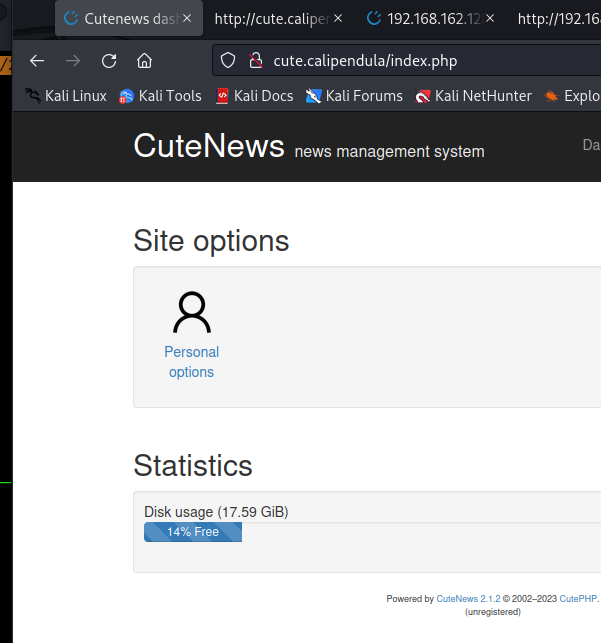 Cutenews das
http://cute.caliper
192.168.162.12
http://192.16
cute.calipendula/index.php
Kali Linux
Kali Tools
Kali Docs
Kali Forums
Kali NetHunter
Explo
CuteNews news management system
Da
Site options
Personal
options
Statistics
Disk usage (17.59 GiB)
14% Free
Powered by CuteNews 2.1.2 © 2002–2023 CutePHP.
(unregistered)